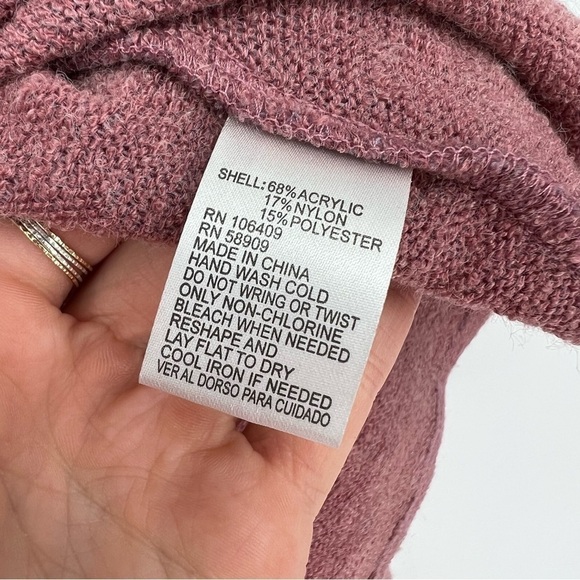 SHELL: 68% ACRYLIC
17% NYLON
15% POLYESTER
RN 106409
RN 58909
MADE IN CHINA
HAND WASH COLD
DO NOT WRING OR TWIST
ONLY NON-CHLORINE
BLEACH WHEN NEEDED
RESHAPE AND
LAY FLAT TO DRY
COOL IRON IF NEEDED
VER AL DORSO PARA CUIDADO